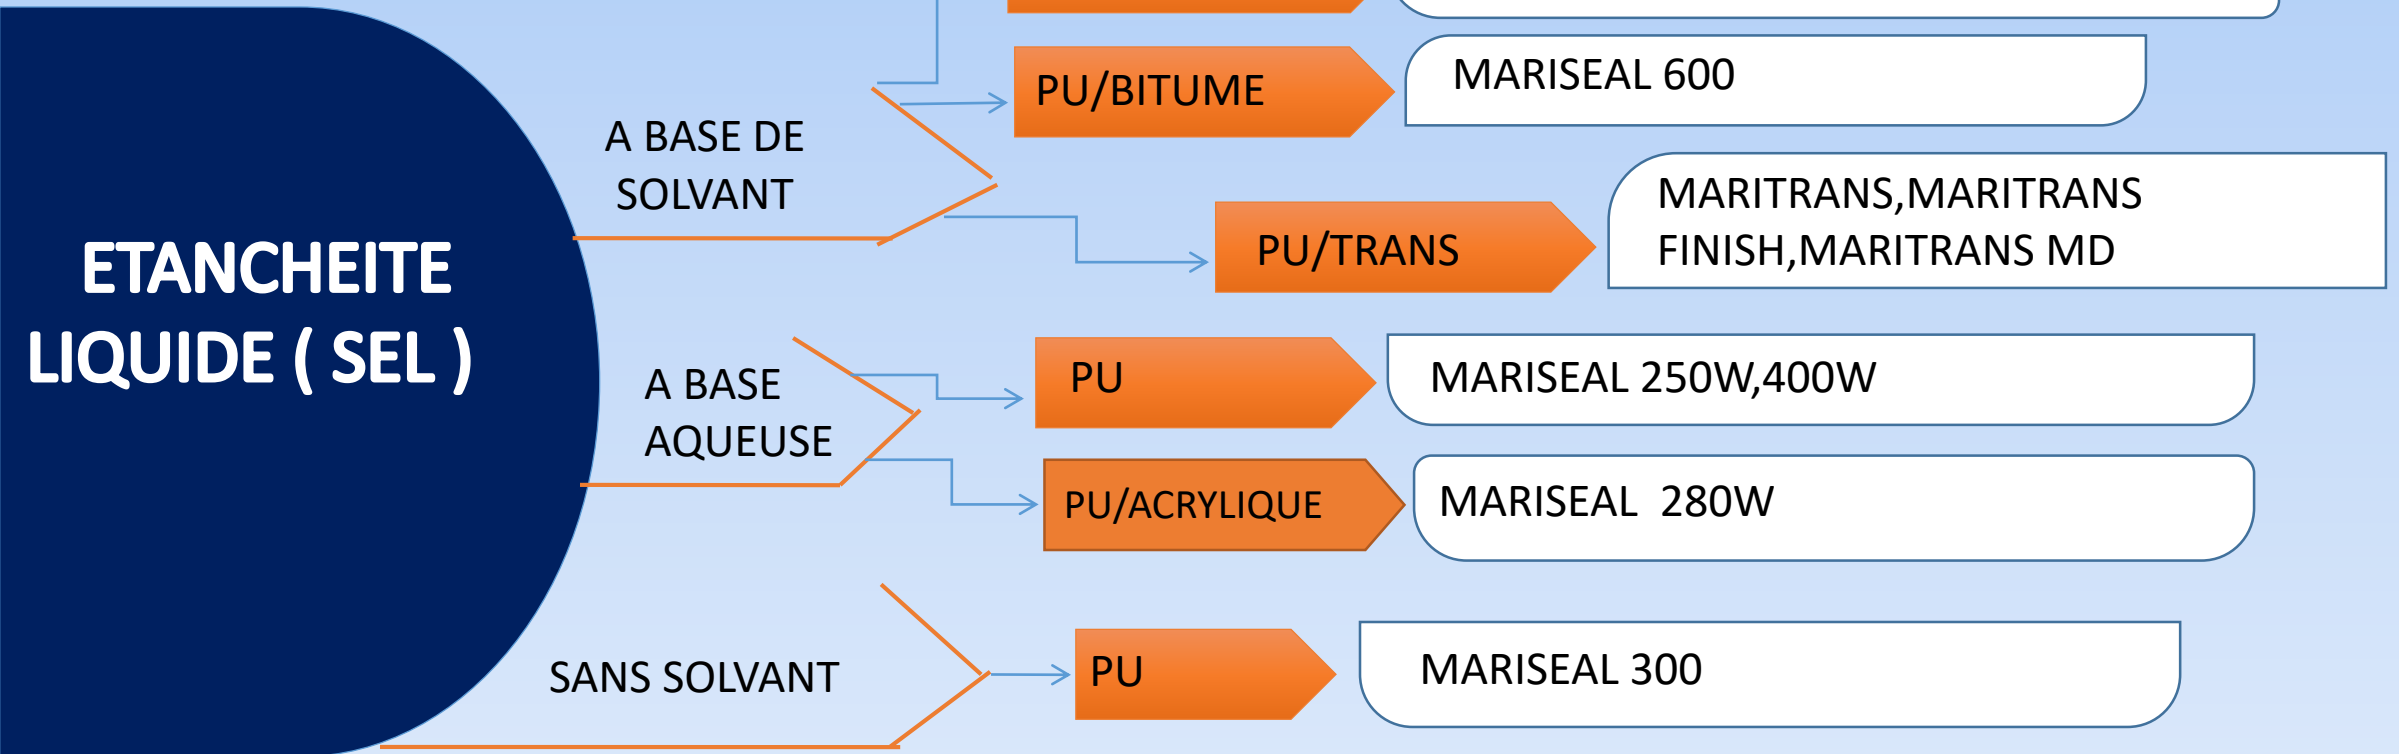 ETANCHEITE
LIQUIDE ( SEL )
A BASE DE
SOLVANT
PU/BITUME
MARISEAL 600
PU/TRANS
MARITRANS,MARITRANS
FINISH,MARITRANS MD
A BASE
AQUEUSE
PU
MARISEAL 250W,400W
PU/ACRYLIQUE
MARISEAL  280W
SANS SOLVANT
PU
MARISEAL 300